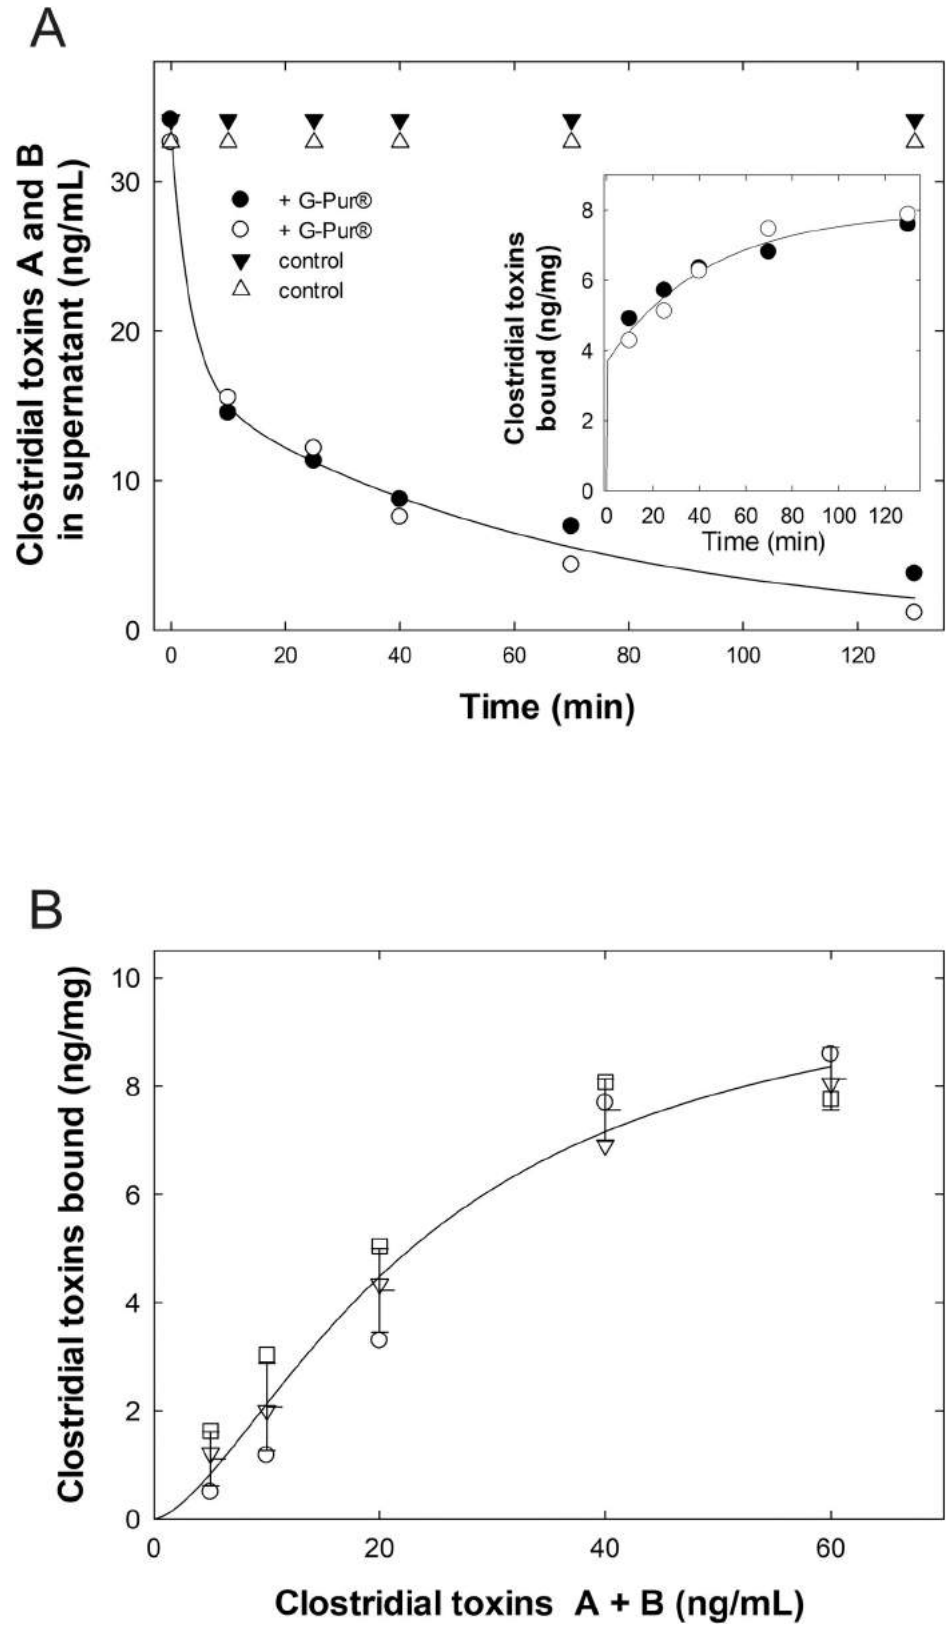 A
Clostridial toxins A and B
in supernatant (ng/mL)
30
20
10
0
+ G-Pur®
+ G-Pur®
control
control
Clostridial toxins
bound (ng/mg)
8
6
4
2
0
0 20 40 60 80 100 120
Time (min)
0 20 40 60 80 100 120
Time (min)
B
Clostridial toxins bound (ng/mg)
10
8
6
4
2
0
0 20 40 60
Clostridial toxins A + B (ng/mL)